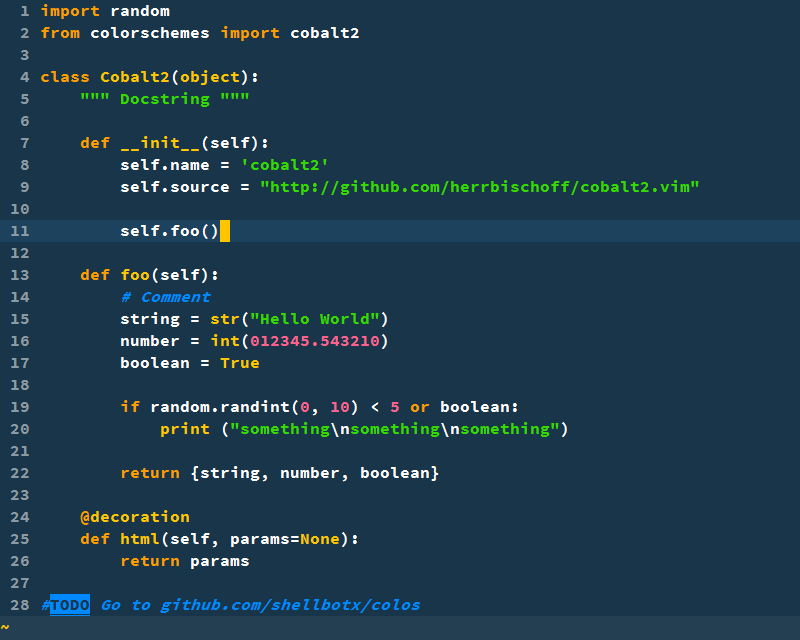 1 import random
2 from colorschemes import cobalt2
3
4 class Cobalt2(object):
5     """ Docstring """
6
7     def __init__(self):
8         self.name = 'cobalt2'
9         self.source = "http://github.com/herrbischoff/cobalt2.vim"
10
11         self.foo()
12
13     def foo(self):
14         # Comment
15         string = str("Hello World")
16         number = int(012345.543210)
17         boolean = True
18
19         if random.randint(0, 10) < 5 or boolean:
20             print ("something\nsomething\nsomething")
21
22         return {string, number, boolean}
23
24     @decoration
25     def html(self, params=None):
26         return params
27
28 #TODO Go to github.com/shellbotx/colos
~